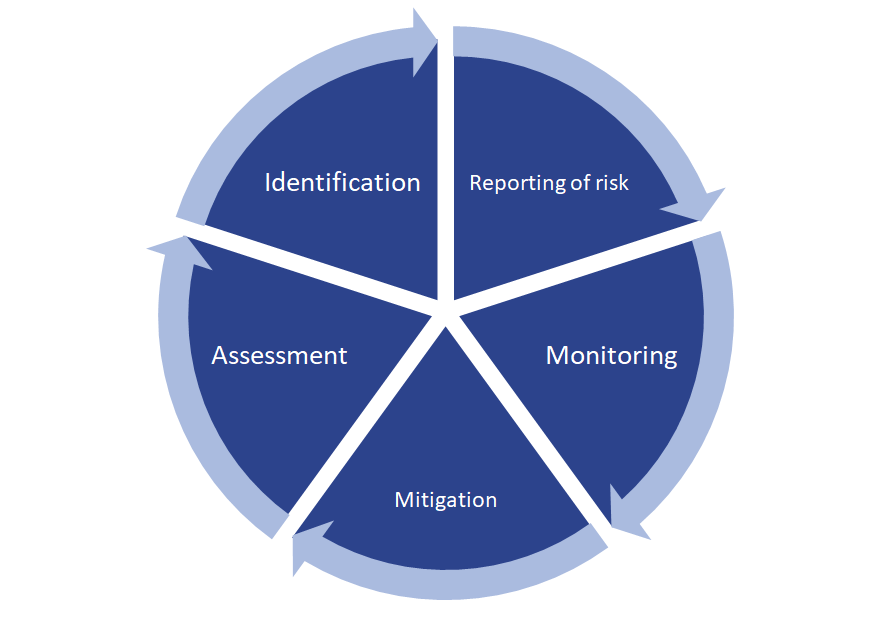 Identification
Reporting of risk
Assessment
Monitoring
Mitigation